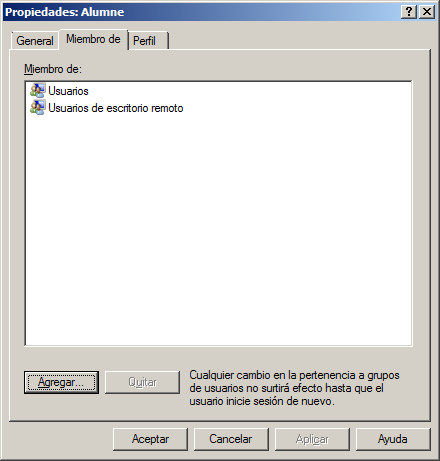 Propiedades: Alumne
General Miembro de Perfil
Miembro de:
Usuarios
Usuarios de escritorio remoto
Agregar... Quitar
Cualquier cambio en la pertenencia a grupos
de usuarios no surtirá efecto hasta que el
usuario inicie sesión de nuevo.
Aceptar Cancelar Aplicar Ayuda